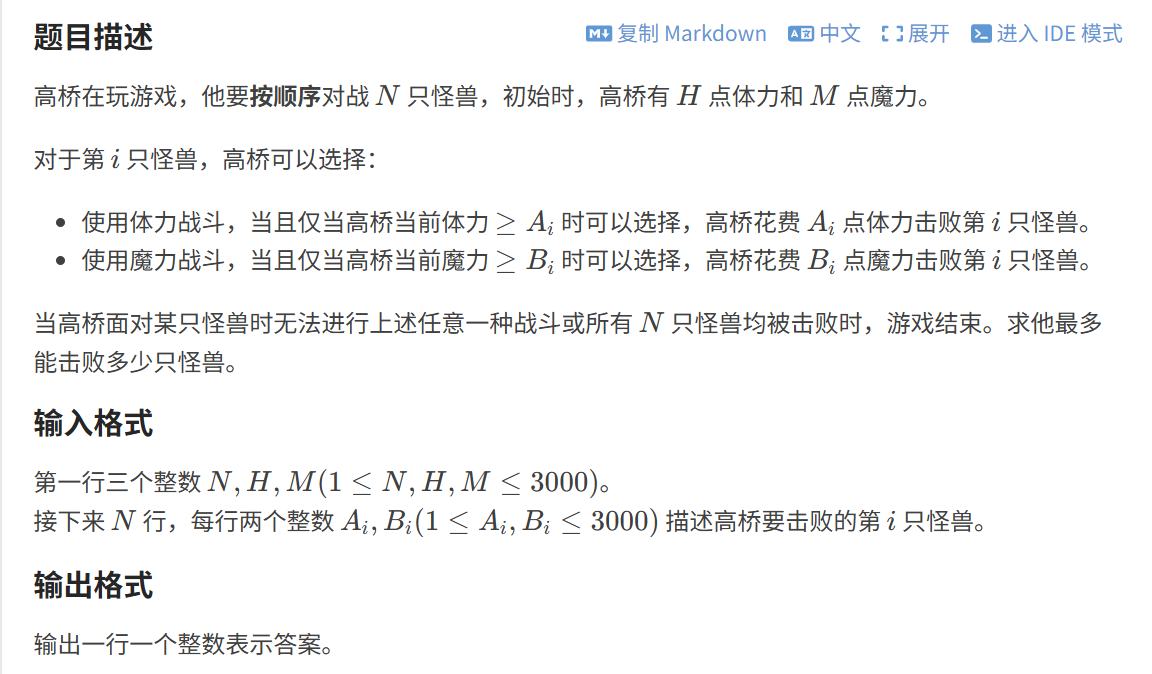 题目描述
复制 Markdown 中文 展开 进入 IDE 模式
高桥在玩游戏，他要按顺序对战 N 只怪兽，初始时，高桥有 H 点体力和 M 点魔力。
对于第 i 只怪兽，高桥可以选择：
使用体力战斗，当且仅当高桥当前体力 ≥ A_i 时可以选择，高桥花费 A_i 点体力击败第 i 只怪兽。
使用魔力战斗，当且仅当高桥当前魔力 ≥ B_i 时可以选择，高桥花费 B_i 点魔力击败第 i 只怪兽。
当高桥面对某只怪兽时无法进行上述任意一种战斗或所有 N 只怪兽均被击败时，游戏结束。求他最多
能击败多少只怪兽。
输入格式
第一行三个整数 N, H, M(1 ≤ N, H, M ≤ 3000)。
接下来 N 行，每行两个整数 A_i, B_i(1 ≤ A_i, B_i ≤ 3000) 描述高桥要击败的第 i 只怪兽。
输出格式
输出一行一个整数表示答案。